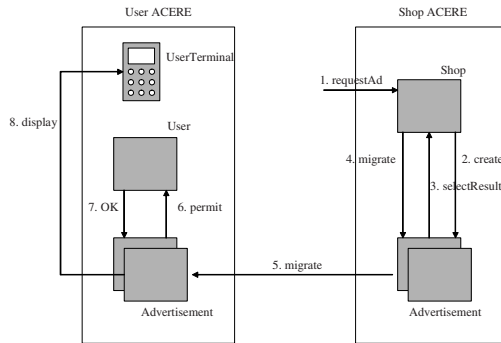 User ACERE
Shop ACERE
UserTerminal
Shop
1. requestAd
8. display
User
4. migrate
2. create
3. selectResult
7. OK
6. permit
5. migrate
Advertisement
Advertisement